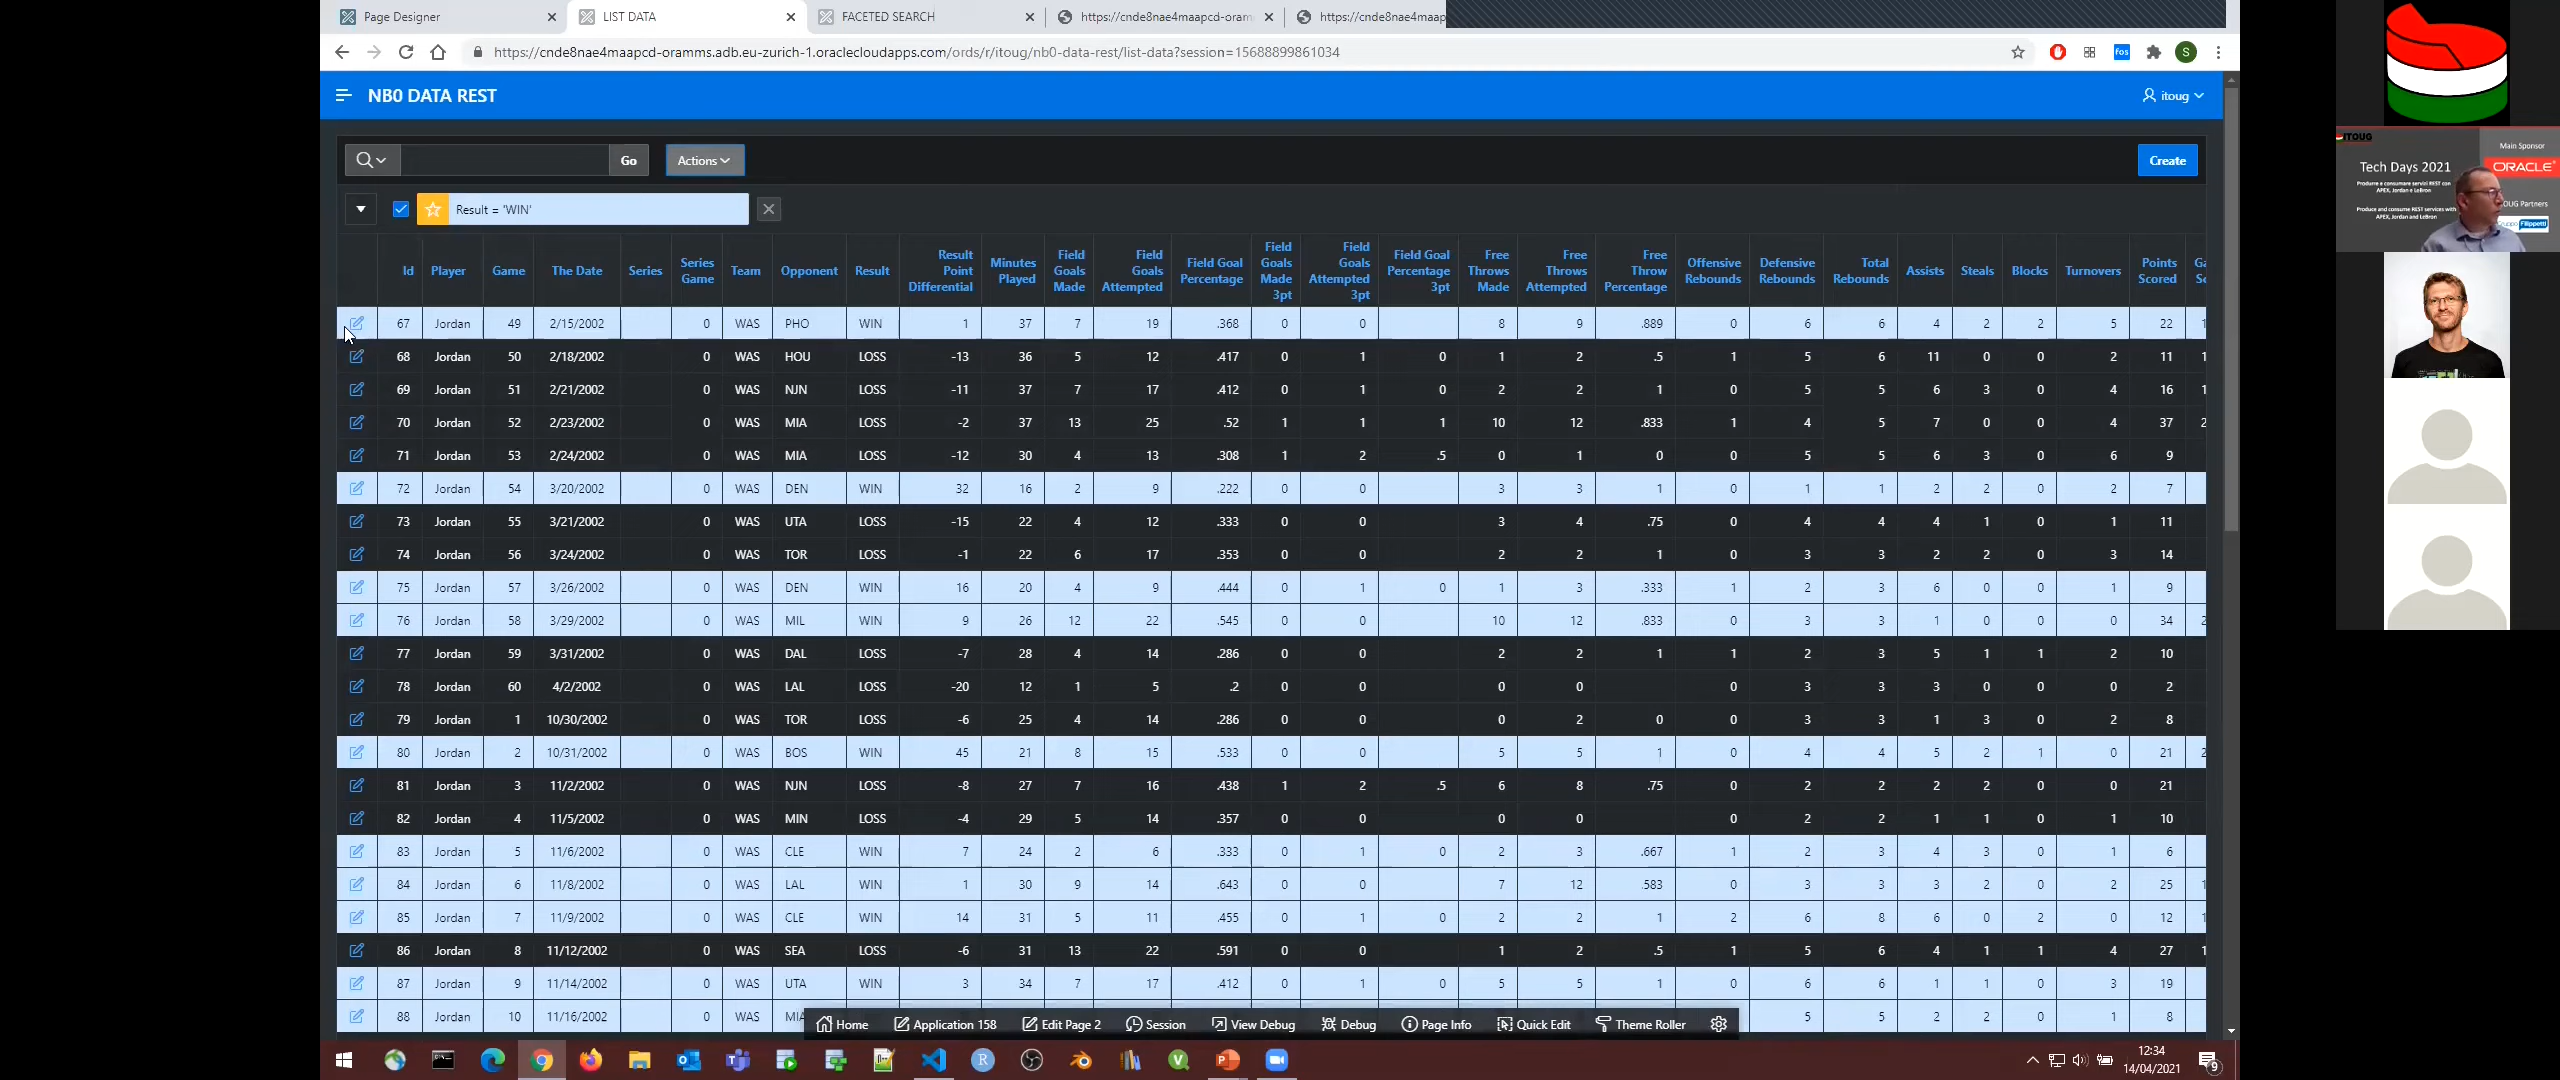 Page Designer
LIST DATA
FACETED SEARCH
https://cnde8nae4maapcd-oram
https://cnde8nae4maap
https://cnde8nae4maapcd-oramms.adb.eu-zurich-1.oraclecloudapps.com/ords/r/itoug/nb0-data-rest/list-data?session=15688899861034
NB0 DATA REST
itoug
Go
Actions
Create
Result = 'WIN'
Id Player Game The Date Series Series Game Team Opponent Result Result Point Differential Minutes Played Field Goals Made Field Goals Attempted Field Goal Percentage Field Goals Made 3pt Field Goals Attempted 3pt Field Goal Percentage 3pt Free Throws Made Free Throws Attempted Free Throw Percentage Offensive Rebounds Defensive Rebounds Total Rebounds Assists Steals Blocks Turnovers Points Scored
67 Jordan 49 2/15/2002 0 WAS PHO WIN 1 37 7 19 .368 0 0 8 9 .889 0 6 6 4 2 2 5 22 1
68 Jordan 50 2/18/2002 0 WAS HOU LOSS -13 36 5 12 .417 0 1 0 1 2 .5 1 5 6 11 0 0 2 11 1
69 Jordan 51 2/21/2002 0 WAS NJN LOSS -11 37 7 17 .412 0 1 0 2 2 1 0 5 5 6 3 0 4 16 1
70 Jordan 52 2/23/2002 0 WAS MIA LOSS -2 37 13 25 .52 1 1 1 10 12 .833 1 4 5 7 0 0 4 37 2
71 Jordan 53 2/24/2002 0 WAS MIA LOSS -12 30 4 13 .308 1 2 .5 0 1 0 0 5 5 6 3 0 6 9
72 Jordan 54 3/20/2002 0 WAS DEN WIN 32 16 2 9 .222 0 0 3 3 1 0 1 1 2 2 0 2 7
73 Jordan 55 3/21/2002 0 WAS UTA LOSS -15 22 4 12 .333 0 0 3 4 .75 0 4 4 4 1 0 1 11
74 Jordan 56 3/24/2002 0 WAS TOR LOSS -1 22 6 17 .353 0 0 2 2 1 0 3 3 2 2 0 3 14
75 Jordan 57 3/26/2002 0 WAS DEN WIN 16 20 4 9 .444 0 1 0 1 3 .333 1 2 3 6 0 0 1 9
76 Jordan 58 3/29/2002 0 WAS MIL WIN 9 26 12 22 .545 0 0 10 12 .833 0 3 3 1 0 0 0 34 2
77 Jordan 59 3/31/2002 0 WAS DAL LOSS -7 28 4 14 .286 0 0 2 2 1 1 2 3 5 1 1 2 10
78 Jordan 60 4/2/2002 0 WAS LAL LOSS -20 12 1 5 .2 0 0 0 0 0 3 3 3 0 0 0 2
79 Jordan 1 10/30/2002 0 WAS TOR LOSS -6 25 4 14 .286 0 0 0 2 0 0 3 3 1 3 0 2 8
80 Jordan 2 10/31/2002 0 WAS BOS WIN 45 21 8 15 .533 0 0 5 5 1 0 4 4 5 2 1 0 21 2
81 Jordan 3 11/2/2002 0 WAS NJN LOSS -8 27 7 16 .438 1 2 .5 6 8 .75 0 2 2 2 2 0 0 21
82 Jordan 4 11/5/2002 0 WAS MIN LOSS -4 29 5 14 .357 0 0 0 0 0 2 2 1 1 0 1 10
83 Jordan 5 11/6/2002 0 WAS CLE WIN 7 24 2 6 .333 0 1 0 2 3 .667 1 2 3 4 3 0 1 6
84 Jordan 6 11/8/2002 0 WAS LAL WIN 1 30 9 14 .643 0 0 7 12 .583 0 3 3 3 2 0 2 25 1
85 Jordan 7 11/9/2002 0 WAS CLE WIN 14 31 5 11 .455 0 1 0 2 2 1 2 6 8 6 0 2 0 12 1
86 Jordan 8 11/12/2002 0 WAS SEA LOSS -6 31 13 22 .591 0 0 1 2 .5 1 5 6 4 1 1 4 27 1
87 Jordan 9 11/14/2002 0 WAS UTA WIN 3 34 7 17 .412 0 1 0 5 5 1 0 6 6 1 1 0 3 19
88 Jordan 10 11/16/2002 0 WAS 5 5 2 2 0 1 8
Home Application 158 Edit Page 2 Session View Debug Debug Page Info Quick Edit Theme Roller
12:34
14/04/2021
9
ITOUG
Tech Days 2021
Produrre e consumare servizi REST con
APEX, Jordan e LeBron
Produce and consume REST services with
APEX, Jordan and LeBron
Main Sponsor
ORACLE
OUG Partners
Filippetti